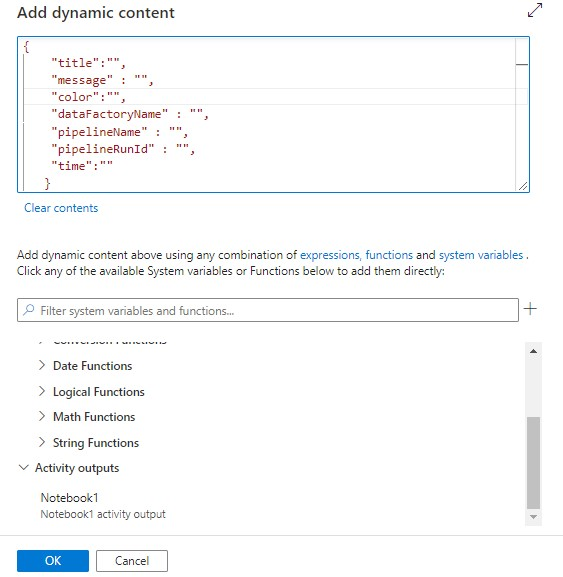 Add dynamic content
{
"title":"",
"message" : "",
"color":"",
"dataFactoryName" : "",
"pipelineName" : "",
"pipelineRunId" : "",
"time":""
}
Clear contents
Add dynamic content above using any combination of expressions, functions and system variables .
Click any of the available System variables or Functions below to add them directly:
Filter system variables and functions...
Conversion Functions
Date Functions
Logical Functions
Math Functions
String Functions
Activity outputs
Notebook1
Notebook1 activity output
OK
Cancel